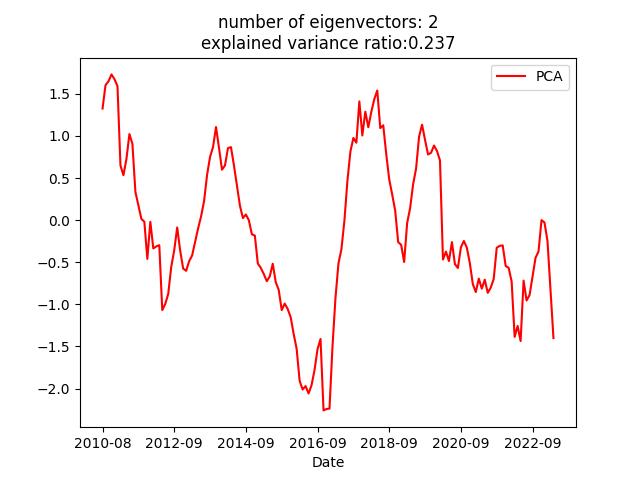 number of eigenvectors: 2
explained variance ratio:0.237
PCA
1.5
1.0
0.5
0.0
−0.5
−1.0
−1.5
−2.0
2010-08 2012-09 2014-09 2016-09 2018-09 2020-09 2022-09
Date